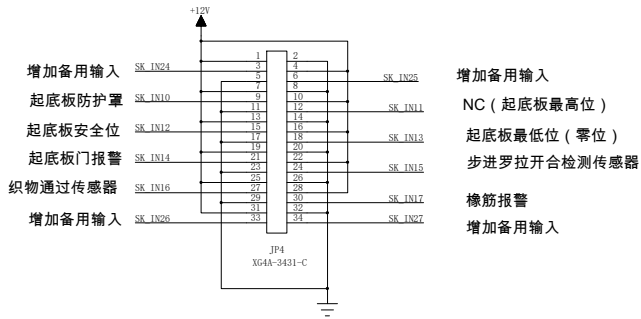 +12V
1 2
3 4
5 6
7 8
9 10
11 12
13 14
15 16
17 18
19 20
21 22
23 24
25 26
27 28
29 30
31 32
33 34
增加备用输入 SK_IN24
起底板防护罩 SK_IN10
起底板安全位 SK_IN12
起底板门报警 SK_IN14
织物通过传感器 SK_IN16
增加备用输入 SK_IN26
SK_IN25 增加备用输入
SK_IN11 NC（起底板最高位）
SK_IN13 起底板最低位（零位）
SK_IN15 步进罗拉开合检测传感器
SK_IN17 橡筋报警
SK_IN27 增加备用输入
JP4
XG4A-3431-C